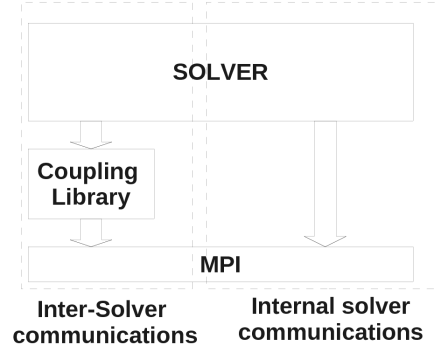 SOLVER
Coupling
Library
MPI
Inter-Solver
communications
Internal solver
communications